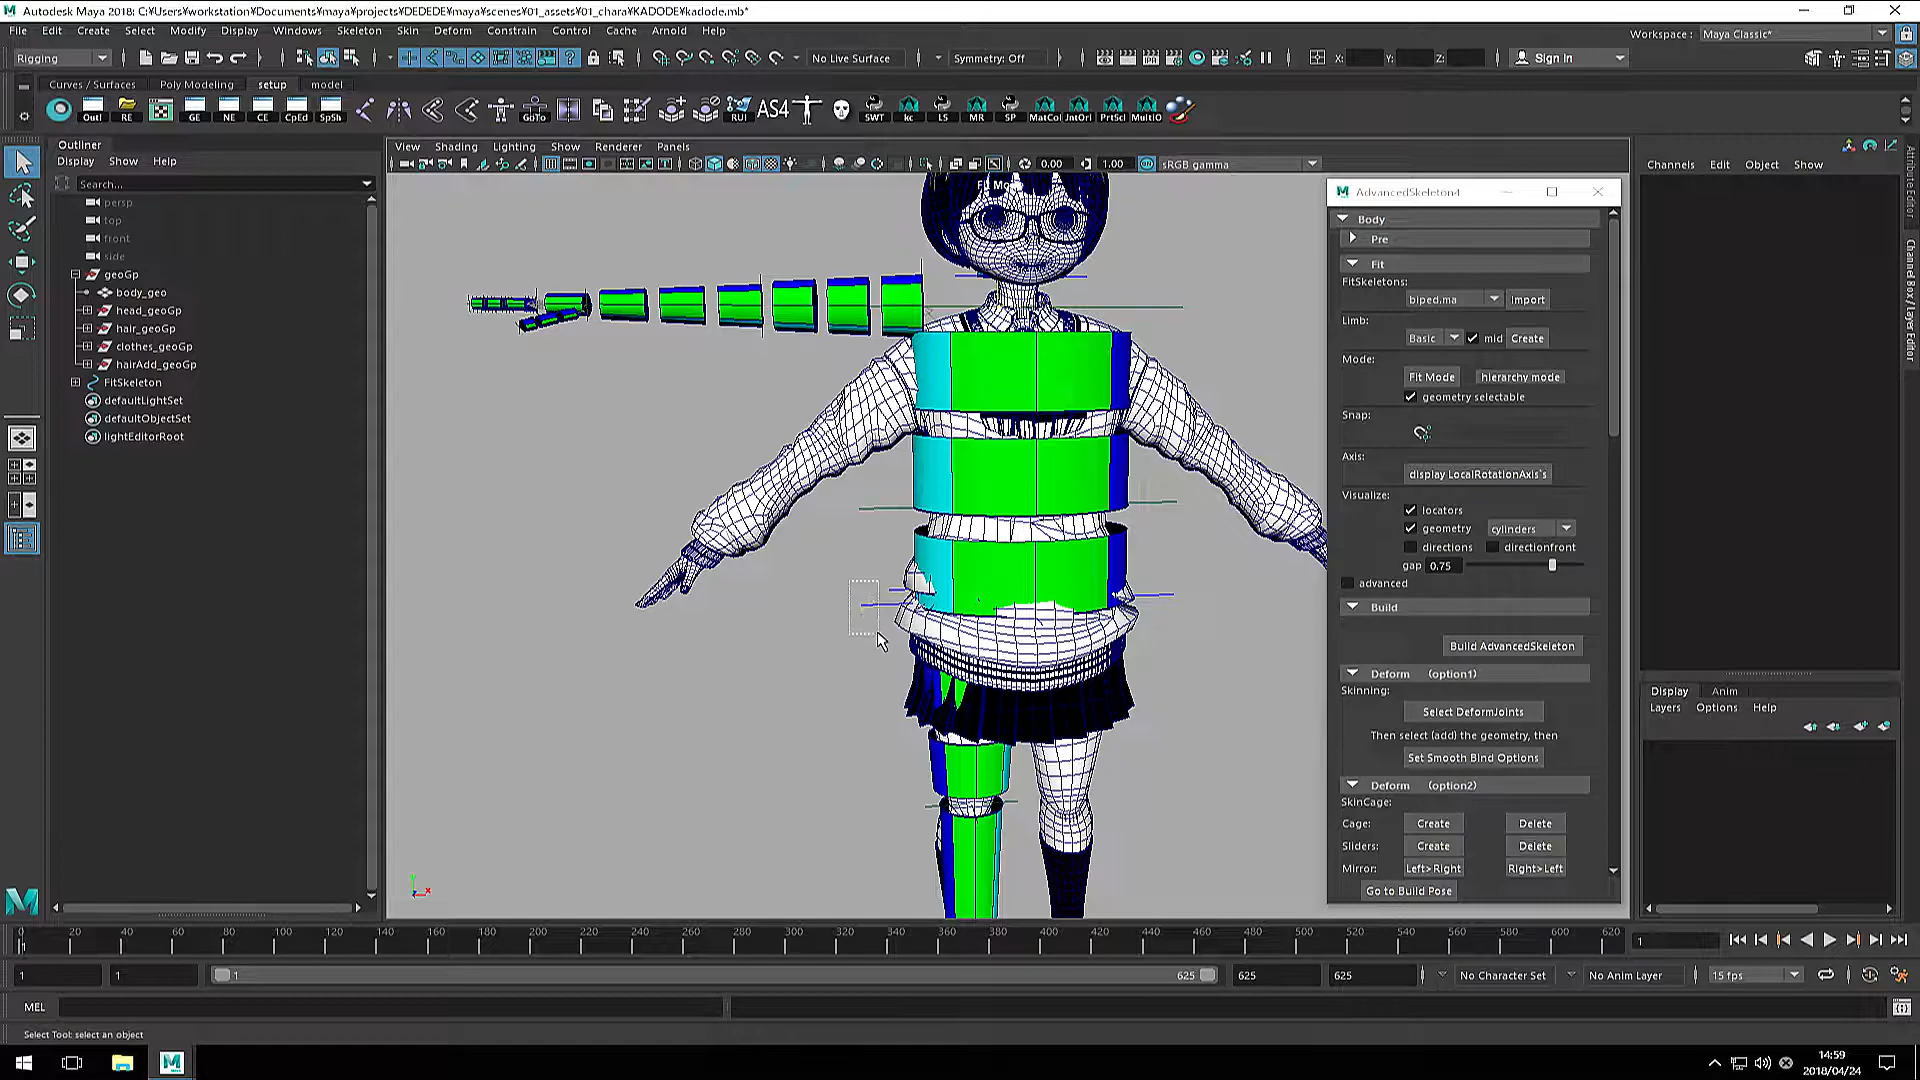 Autodesk Maya 2018: C:¥Users¥workstation¥Documents¥maya¥projects¥DEDEDE¥maya¥scenes¥01_assets¥01_chara¥KADODE¥kadode.mb*
File Edit Create Select Modify Display Windows Skeleton Skin Deform Constrain Control Cache Arnold Help
Workspace : Maya Classic*
Rigging No Live Surface Symmetry: Off X: Y: Z: Sign In
Curves / Surfaces Poly Modeling setup model
Outl RE GE NE CE CpEd SpSh GoTo RUI AS4 SWT kc LS MR SP MatCol JntOri PrtScl MultiO
Outliner
Display Show Help
Search...
persp
top
front
side
geoGp
body_geo
head_geoGp
hair_geoGp
clothes_geoGp
hairAdd_geoGp
FitSkeleton
defaultLightSet
defaultObjectSet
lightEditorRoot
View Shading Lighting Show Renderer Panels
0.00 1.00 sRGB gamma
AdvancedSkeleton4
Body
Pre
Fit
FitSkeletons:
biped.ma Import
Limb:
Basic mid Create
Mode:
Fit Mode hierarchy mode
geometry selectable
Snap:
Axis:
display LocalRotationAxis`s
Visualize:
locators
geometry cylinders
directions directionfront
gap 0.75
advanced
Build
Build AdvancedSkeleton
Deform (option1)
Skinning:
Select DeformJoints
Then select (add) the geometry, then
Set Smooth Bind Options
Deform (option2)
SkinCage:
Cage: Create Delete
Sliders: Create Delete
Mirror: Left>Right Right>Left
Go to Build Pose
Channels Edit Object Show
Attribute Editor
Channel Box / Layer Editor
Display Anim
Layers Options Help
0 20 40 60 80 100 120 140 160 180 200 220 240 260 280 300 320 340 360 380 400 420 440 460 480 500 520 540 560 580 600 620
1 1
1 1 1 625 625 625 No Character Set No Anim Layer 15 fps
MEL
Select Tool: select an object
14:59
2018/04/24